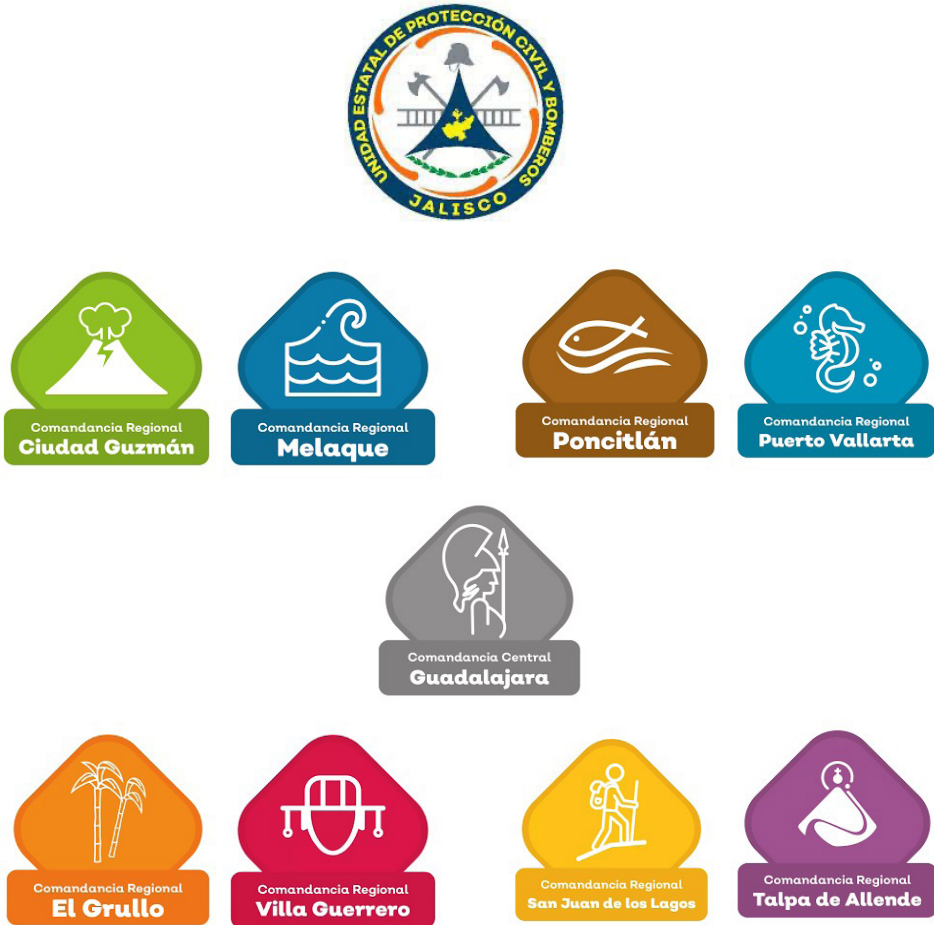 UNIDAD ESTATAL DE PROTECCIÓN CIVIL Y BOMBEROS
JALISCO
Comandancia Regional
Ciudad Guzmán
Comandancia Regional
Melaque
Comandancia Regional
Poncitlán
Comandancia Regional
Puerto Vallarta
Comandancia Central
Guadalajara
Comandancia Regional
El Grullo
Comandancia Regional
Villa Guerrero
Comandancia Regional
San Juan de los Lagos
Comandancia Regional
Talpa de Allende